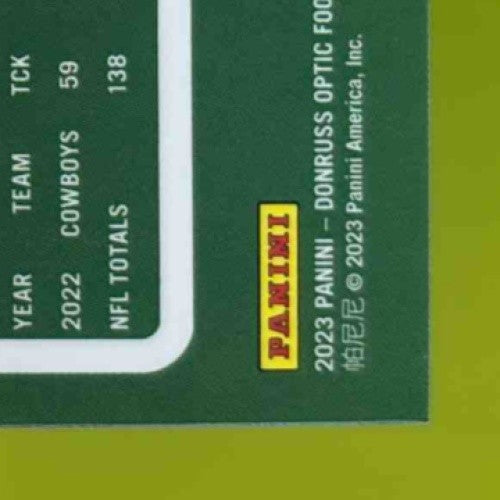 YEAR TEAM TCK
2022 COWBOYS 59
NFL TOTALS 138
PANINI
2023 PANINI – DONRUSS OPTIC FOO
帕尼尼 © 2023 Panini America, Inc.